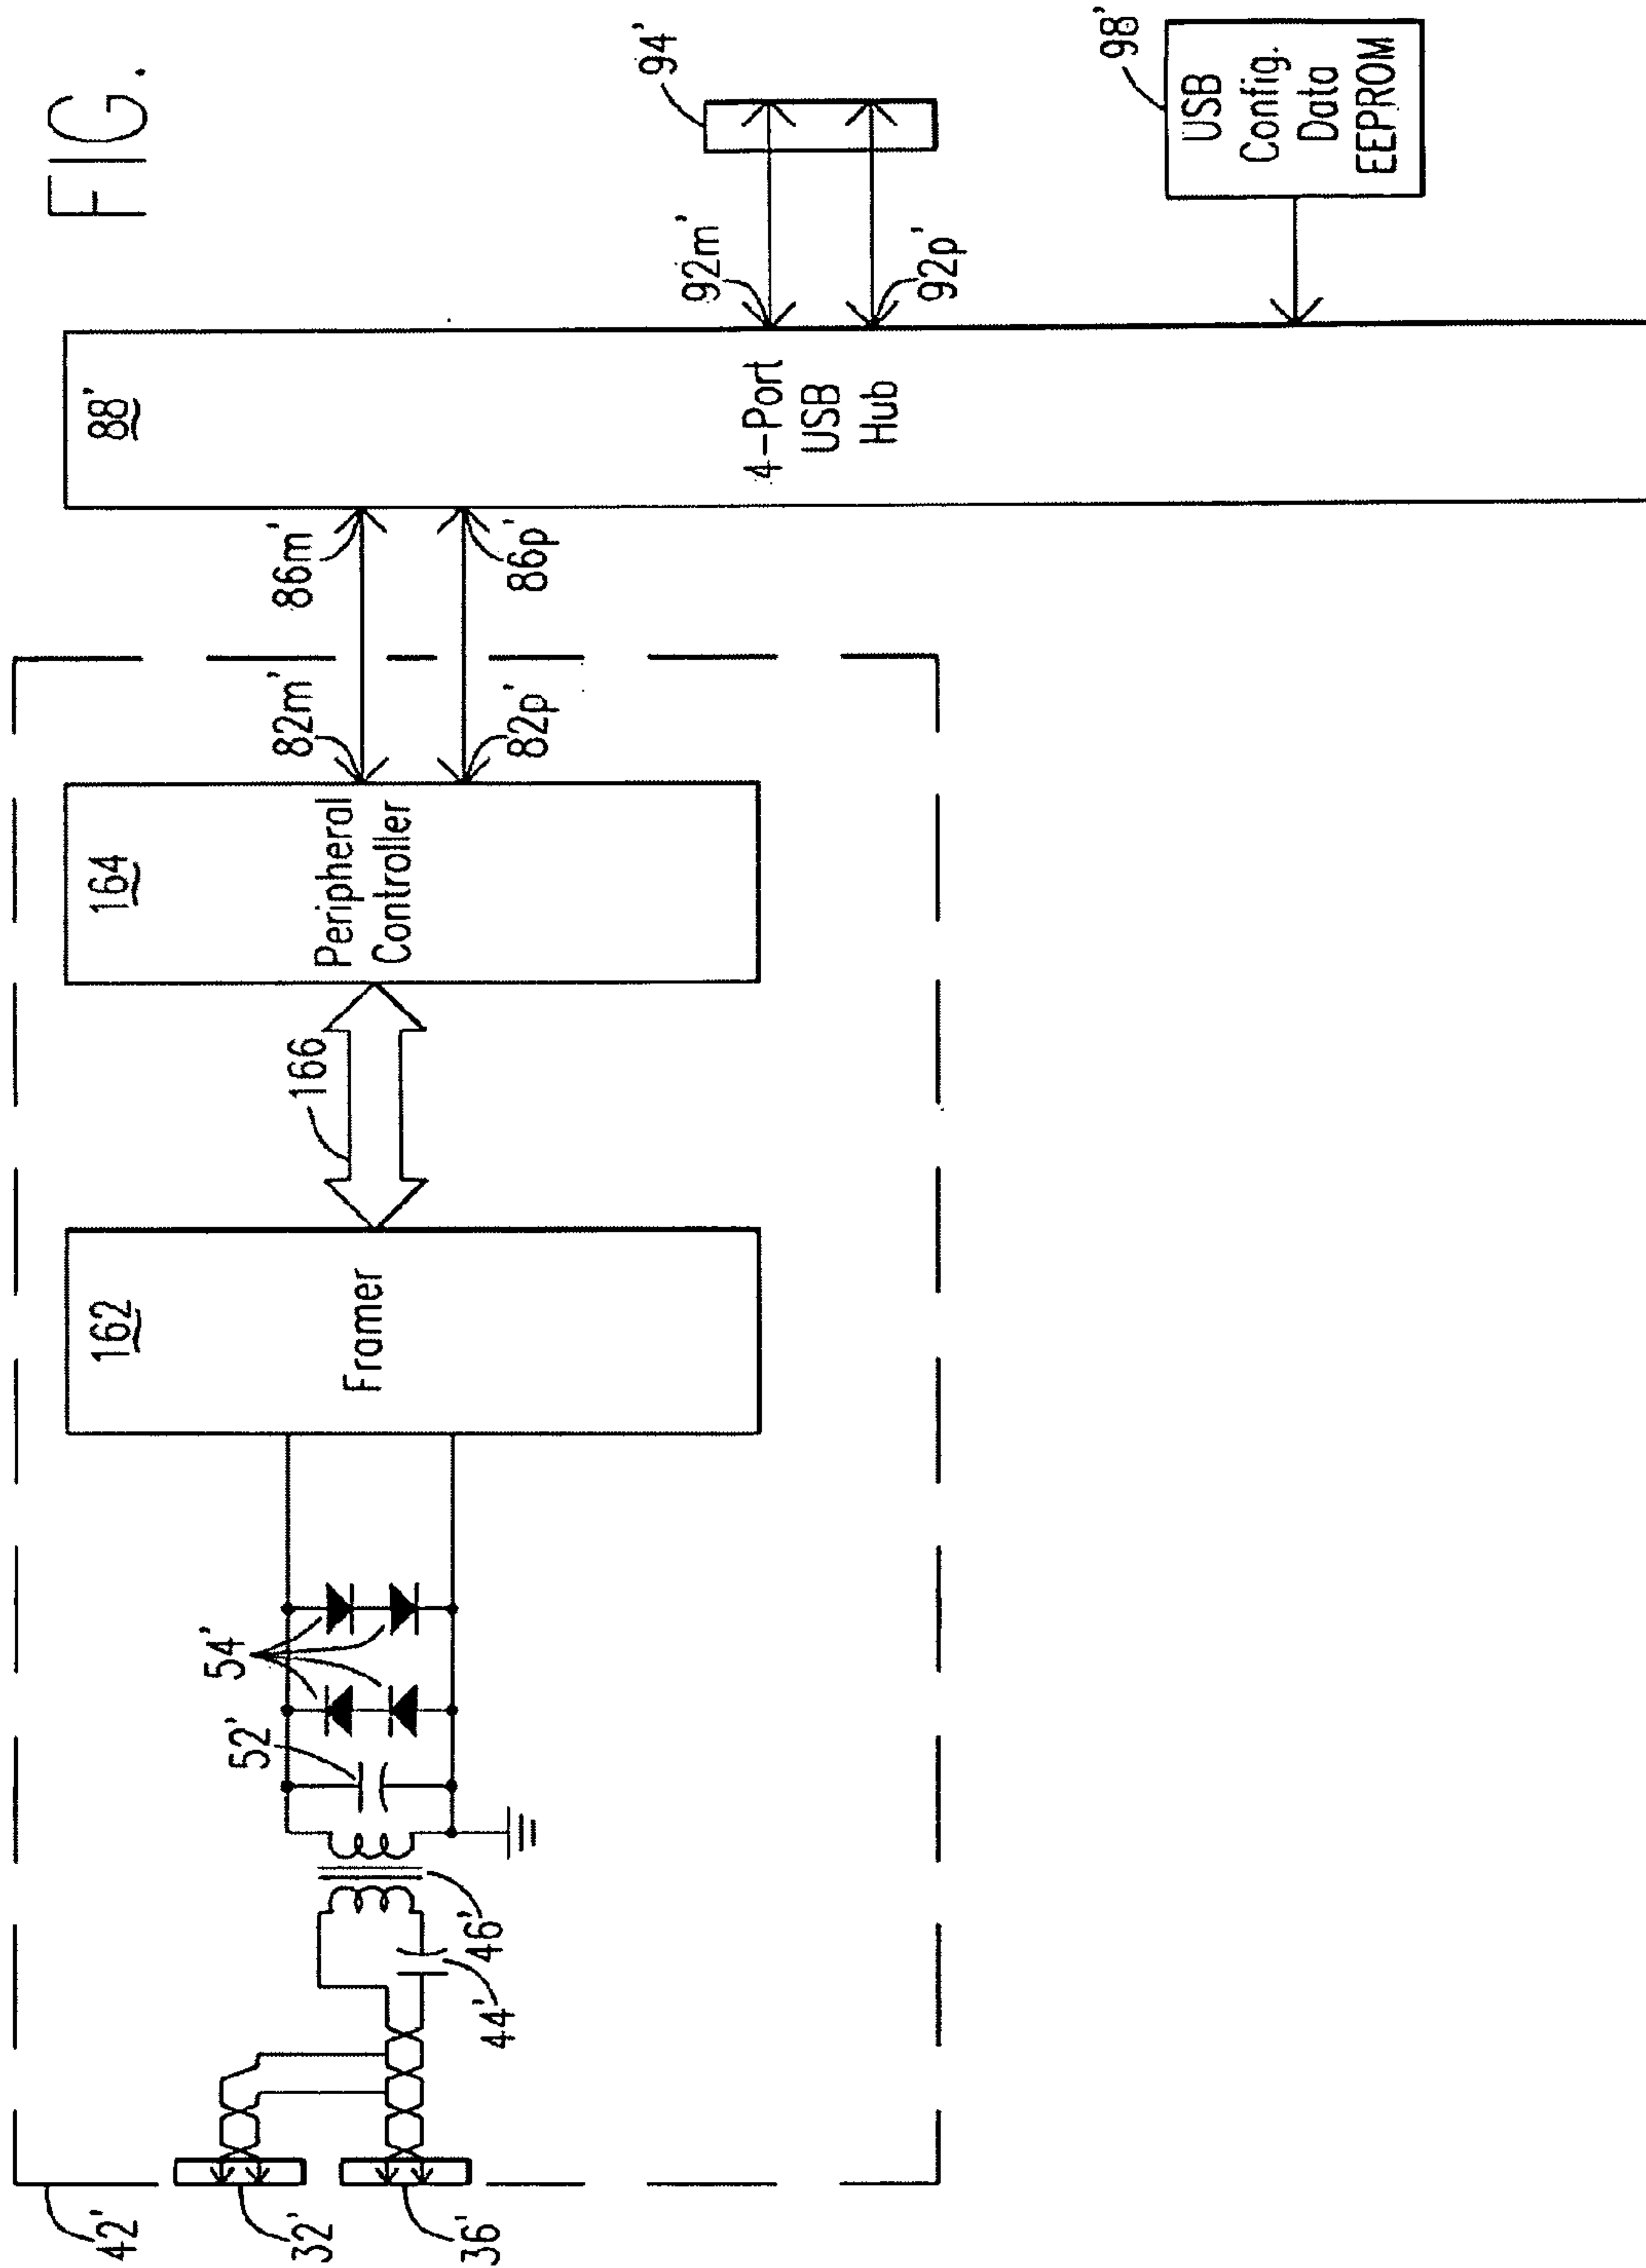 FIG.
42'
32'
36'
44'
46'
52'
54'
162
Framer
166
164
Peripheral
Controller
82m'
82p'
86m'
86p'
88'
4-Port
USB
Hub
92m'
92p'
94'
98'
USB
Config.
Data
EEPROM